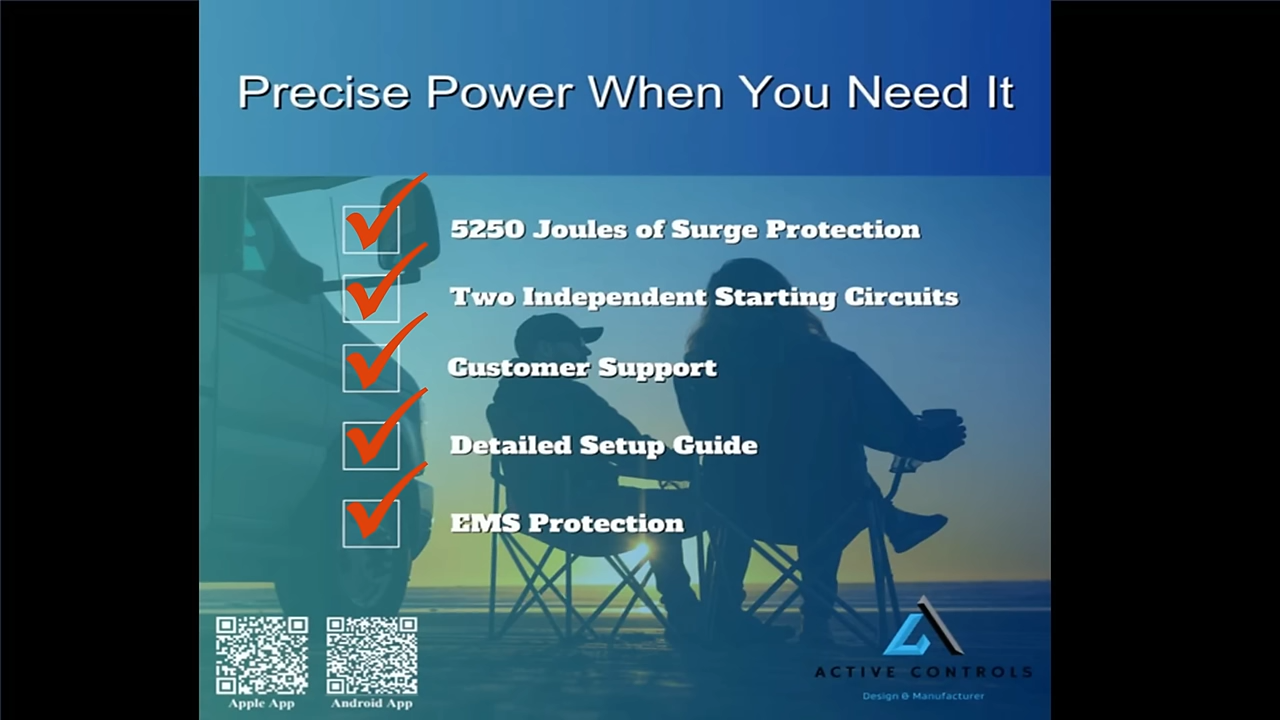 Precise Power When You Need It
5250 Joules of Surge Protection
Two Independent Starting Circuits
Customer Support
Detailed Setup Guide
EMS Protection
Apple App
Android App
ACTIVE CONTROLS
Design & Manufacturer